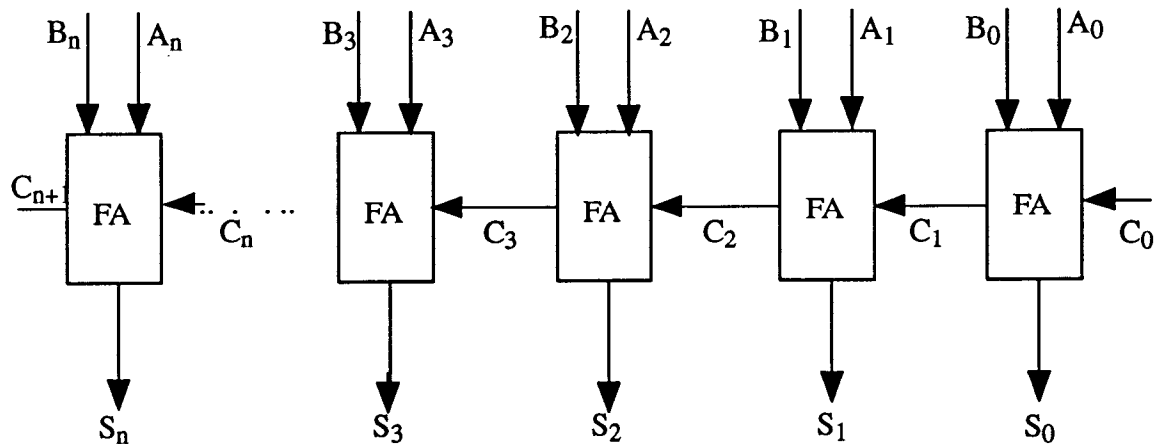 Bn An B3 A3 B2 A2 B1 A1 B0 A0
Cn+1 FA FA FA FA FA
Cn C3 C2 C1 C0
Sn S3 S2 S1 S0